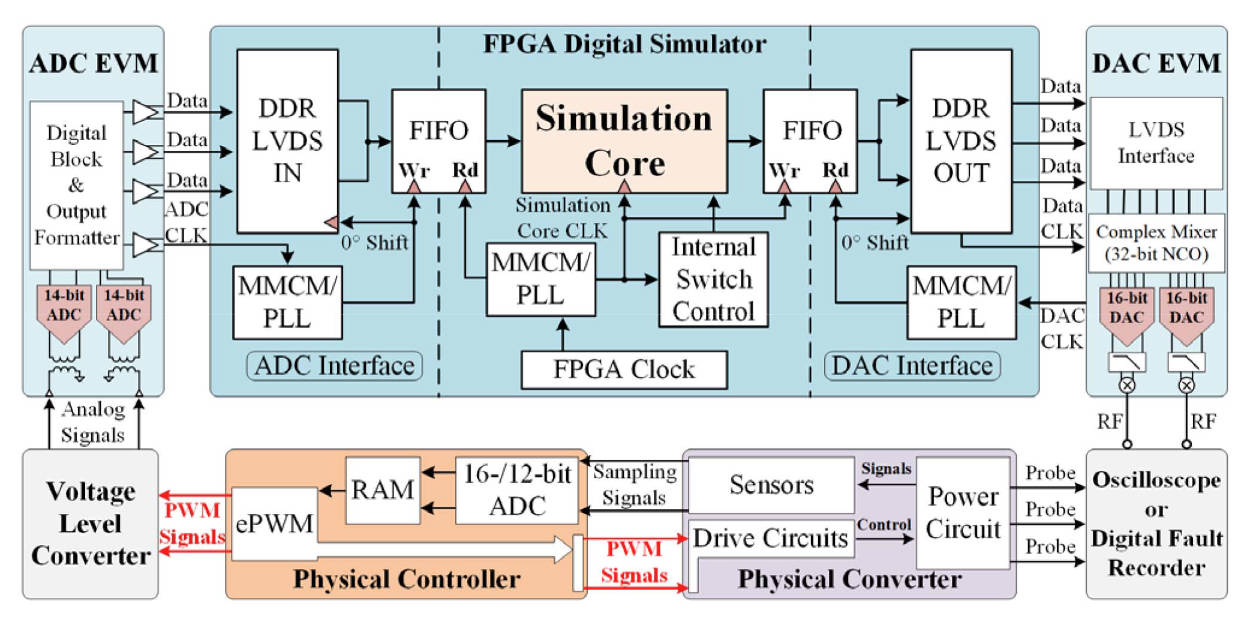 ADC EVM
Digital
Block
&
Output
Formatter
Data
Data
Data
ADC
CLK
14-bit
ADC
14-bit
ADC
Analog
Signals
FPGA Digital Simulator
DDR
LVDS
IN
0° Shift
MMCM/
PLL
ADC Interface
FIFO
Wr
Rd
Simulation
Core
Simulation
Core CLK
MMCM/
PLL
Internal
Switch
Control
FPGA Clock
FIFO
Wr
Rd
DDR
LVDS
OUT
0° Shift
MMCM/
PLL
DAC Interface
Data
Data
Data
Data
CLK
DAC
CLK
DAC EVM
LVDS
Interface
Complex Mixer
(32-bit NCO)
16-bit
DAC
16-bit
DAC
RF
RF
Voltage
Level
Converter
PWM
Signals
ePWM
RAM
16-/12-bit
ADC
Physical Controller
Sampling
Signals
PWM
Signals
Sensors
Drive Circuits
Signals
Control
Power
Circuit
Physical Converter
Probe
Probe
Probe
Oscilloscope
or
Digital Fault
Recorder